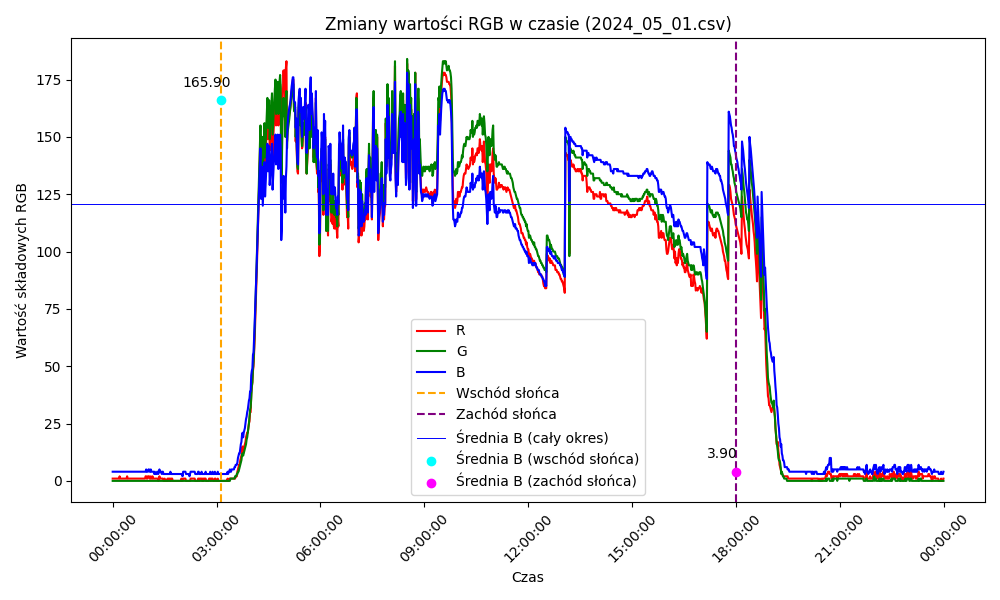 Zmiany wartości RGB w czasie (2024_05_01.csv)
Wartość składowych RGB
175
150
125
100
75
50
25
0
165.90
3.90
R
G
B
Wschód słońca
Zachód słońca
Średnia B (cały okres)
Średnia B (wschód słońca)
Średnia B (zachód słońca)
00:00:00
03:00:00
06:00:00
09:00:00
12:00:00
15:00:00
18:00:00
21:00:00
00:00:00
Czas